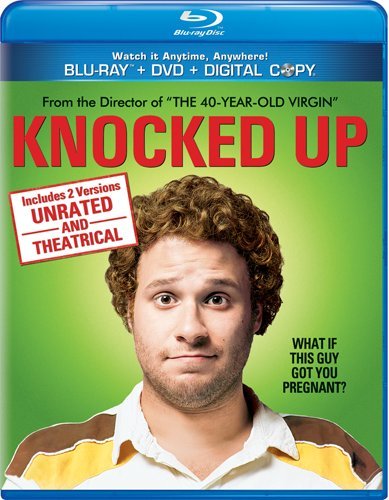 Blu-ray Disc
Watch it Anytime, Anywhere!
BLU-RAY™ + DVD + DIGITAL COPY
From the Director of "THE 40-YEAR-OLD VIRGIN"
KNOCKED UP
Includes 2 Versions
UNRATED
AND
THEATRICAL
WHAT IF
THIS GUY
GOT YOU
PREGNANT?